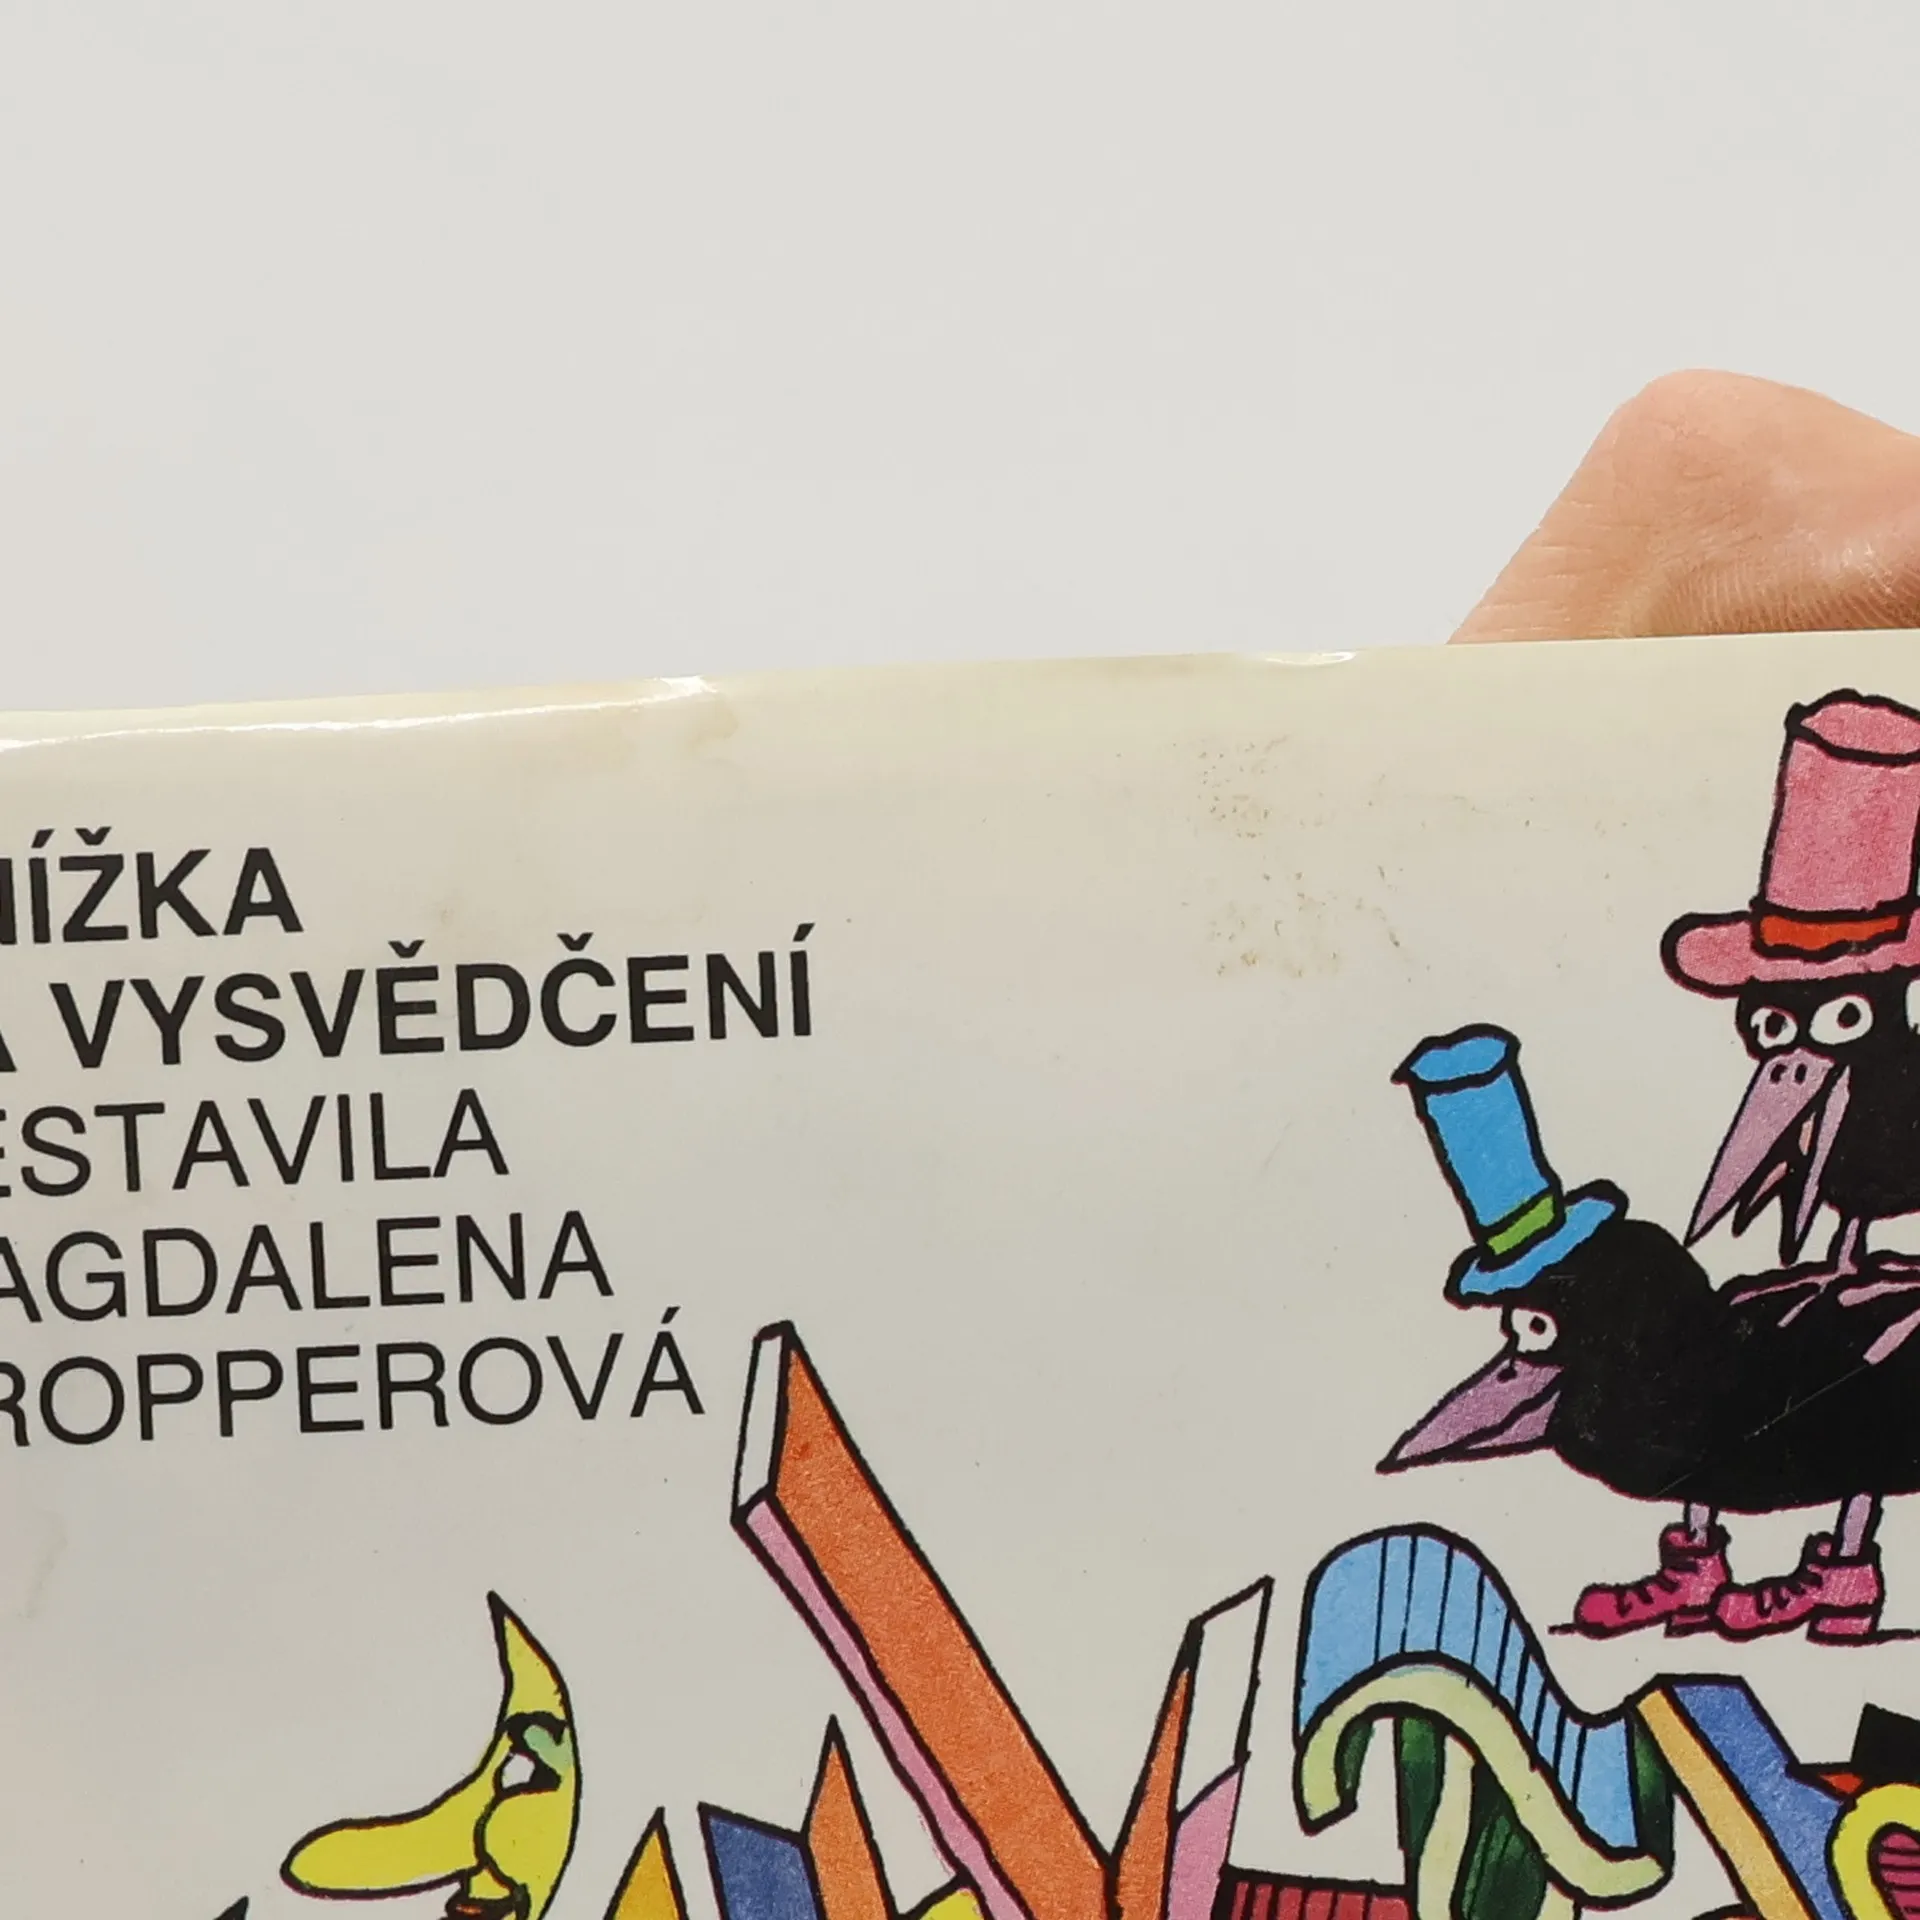 NÍŽKA
A VYSVĚDČENÍ
ESTAVILA
AGDALENA
ROPPEROVÁ